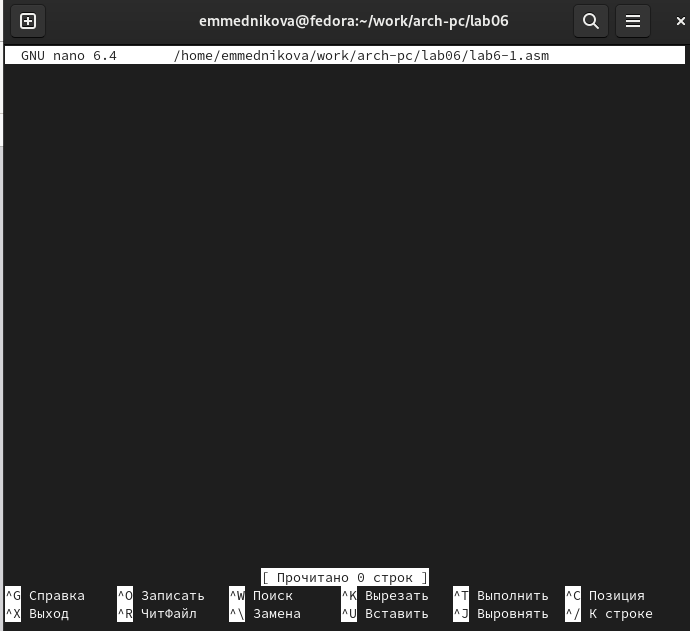 emmednikova@fedora:~/work/arch-pc/lab06
GNU nano 6.4 /home/emmednikova/work/arch-pc/lab06/lab6-1.asm
[ Прочитано 0 строк ]
^G Справка ^O Записать ^W Поиск ^K Вырезать ^T Выполнить ^C Позиция
^X Выход ^R ЧитФайл ^\ Замена ^U Вставить ^J Выровнять ^/ К строке